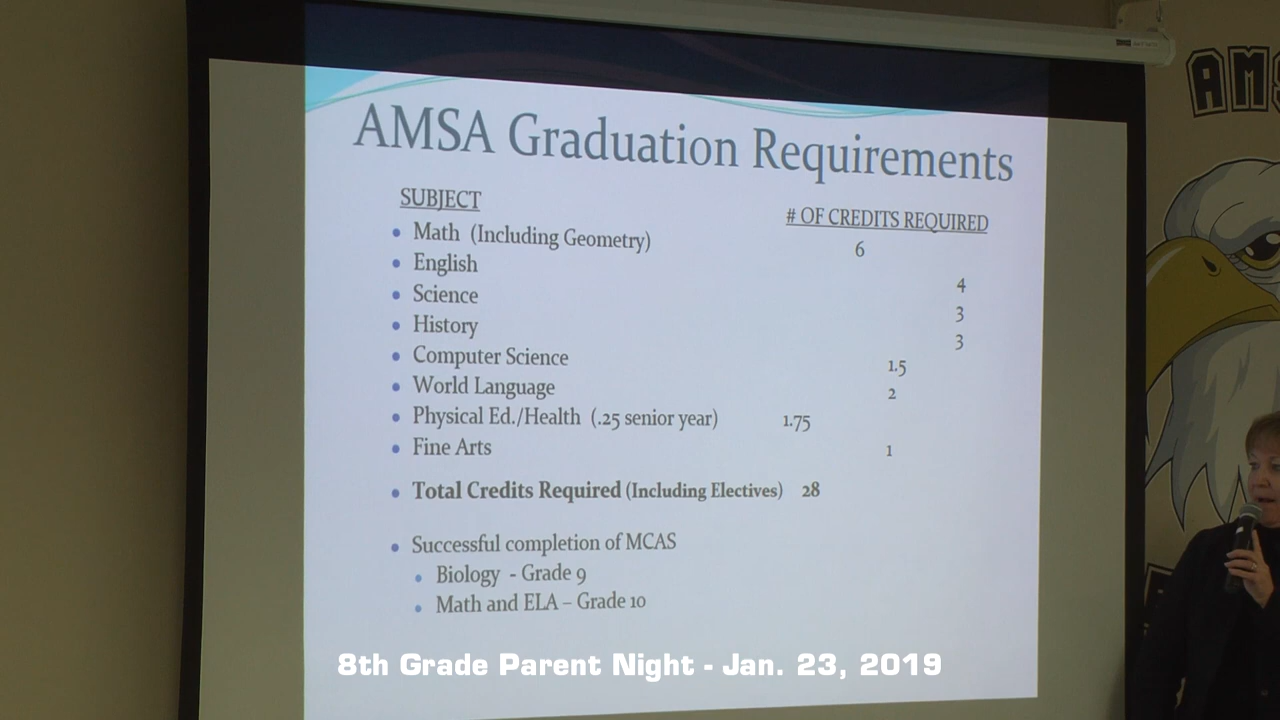 AMSA Graduation Requirements
SUBJECT # OF CREDITS REQUIRED
• Math (Including Geometry) 6
• English 4
• Science 3
• History 3
• Computer Science 1.5
• World Language 2
• Physical Ed./Health (.25 senior year) 1.75
• Fine Arts 1
• Total Credits Required (Including Electives) 28
• Successful completion of MCAS
• Biology - Grade 9
• Math and ELA – Grade 10
8th Grade Parent Night - Jan. 23, 2019